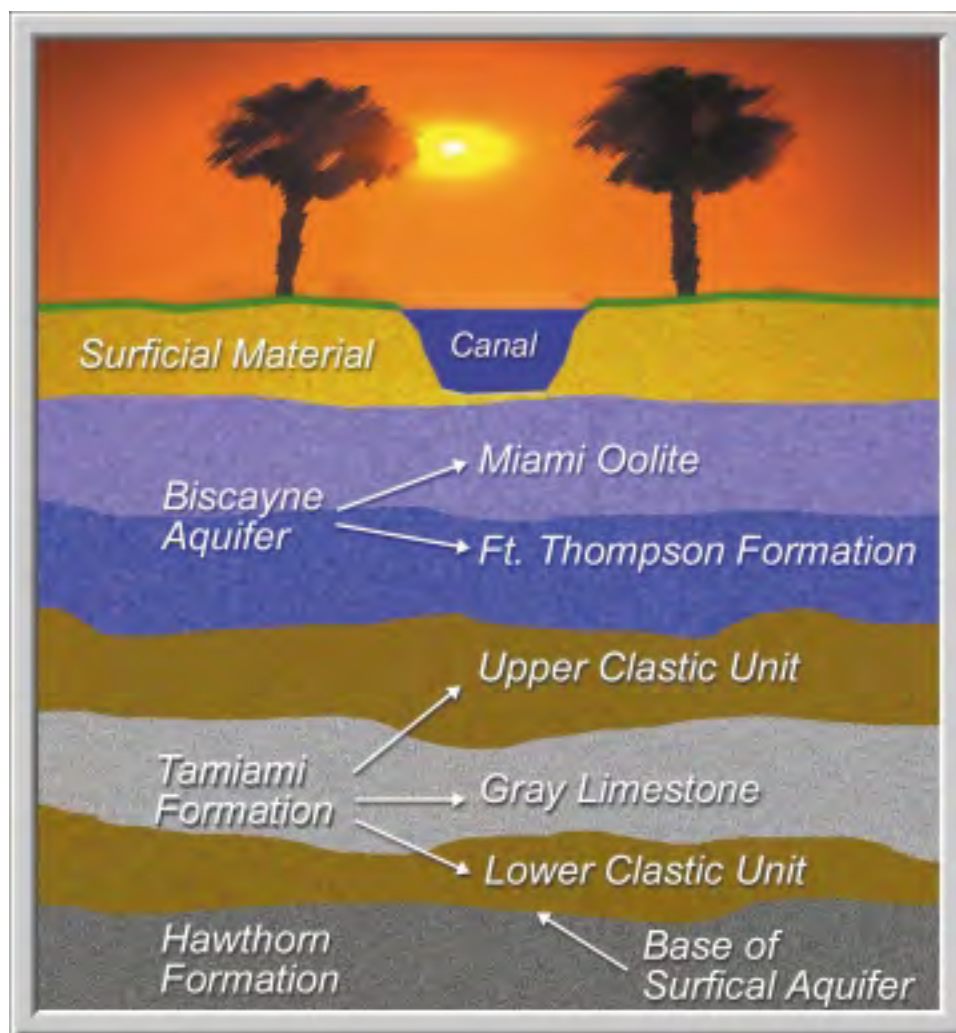 Surficial Material
Canal
Miami Oolite
Biscayne
Aquifer
Ft. Thompson Formation
Upper Clastic Unit
Tamiami
Formation
Gray Limestone
Lower Clastic Unit
Hawthorn
Formation
Base of
Surfical Aquifer